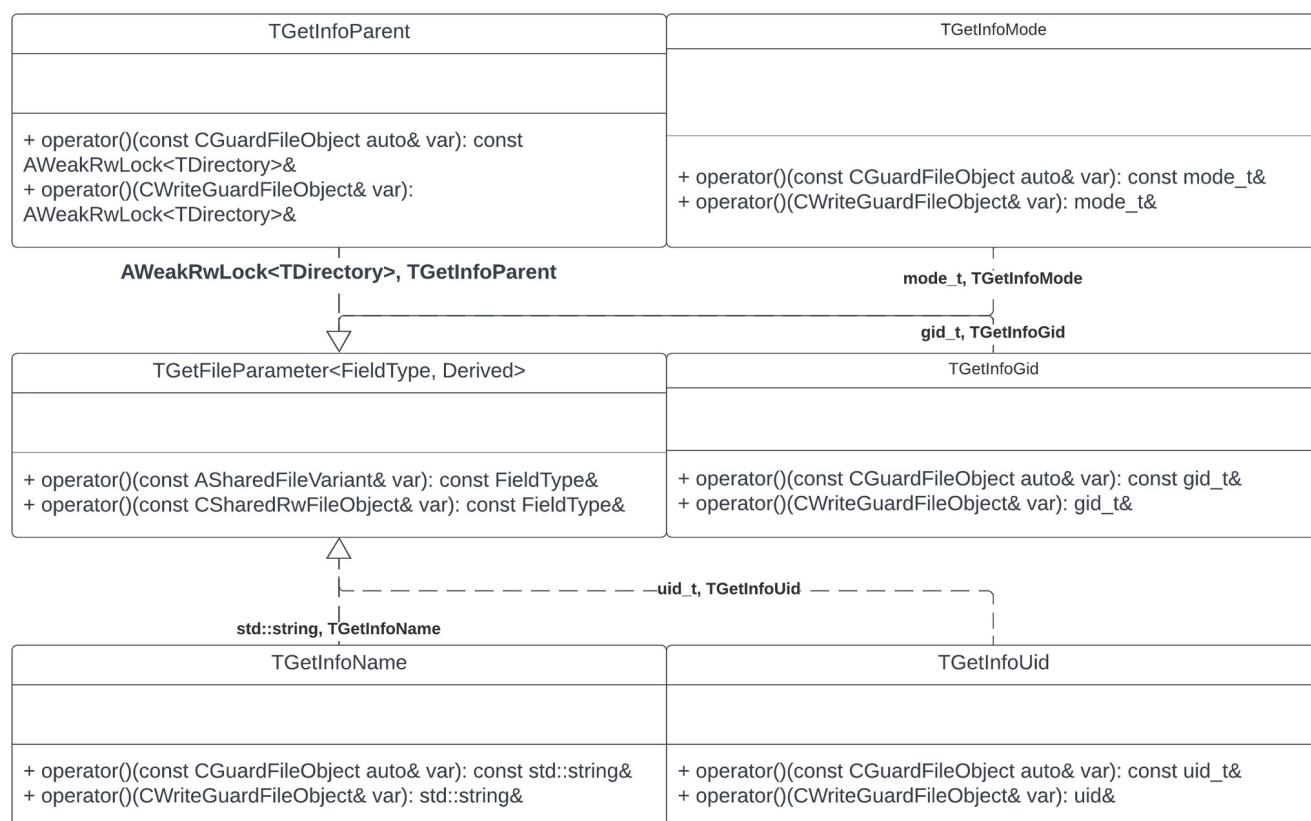 TGetInfoParent
+ operator()(const CGuardFileObject auto& var): const
AWeakRwLock<TDirectory>&
+ operator()(CWriteGuardFileObject& var):
AWeakRwLock<TDirectory>&
TGetInfoMode
+ operator()(const CGuardFileObject auto& var): const mode_t&
+ operator()(CWriteGuardFileObject& var): mode_t&
AWeakRwLock<TDirectory>, TGetInfoParent
mode_t, TGetInfoMode
gid_t, TGetInfoGid
TGetFileParameter<FieldType, Derived>
+ operator()(const ASharedFileVariant& var): const FieldType&
+ operator()(const CSharedRwFileObject& var): const FieldType&
TGetInfoGid
+ operator()(const CGuardFileObject auto& var): const gid_t&
+ operator()(CWriteGuardFileObject& var): gid_t&
uid_t, TGetInfoUid
std::string, TGetInfoName
TGetInfoName
+ operator()(const CGuardFileObject auto& var): const std::string&
+ operator()(CWriteGuardFileObject& var): std::string&
TGetInfoUid
+ operator()(const CGuardFileObject auto& var): const uid_t&
+ operator()(CWriteGuardFileObject& var): uid&